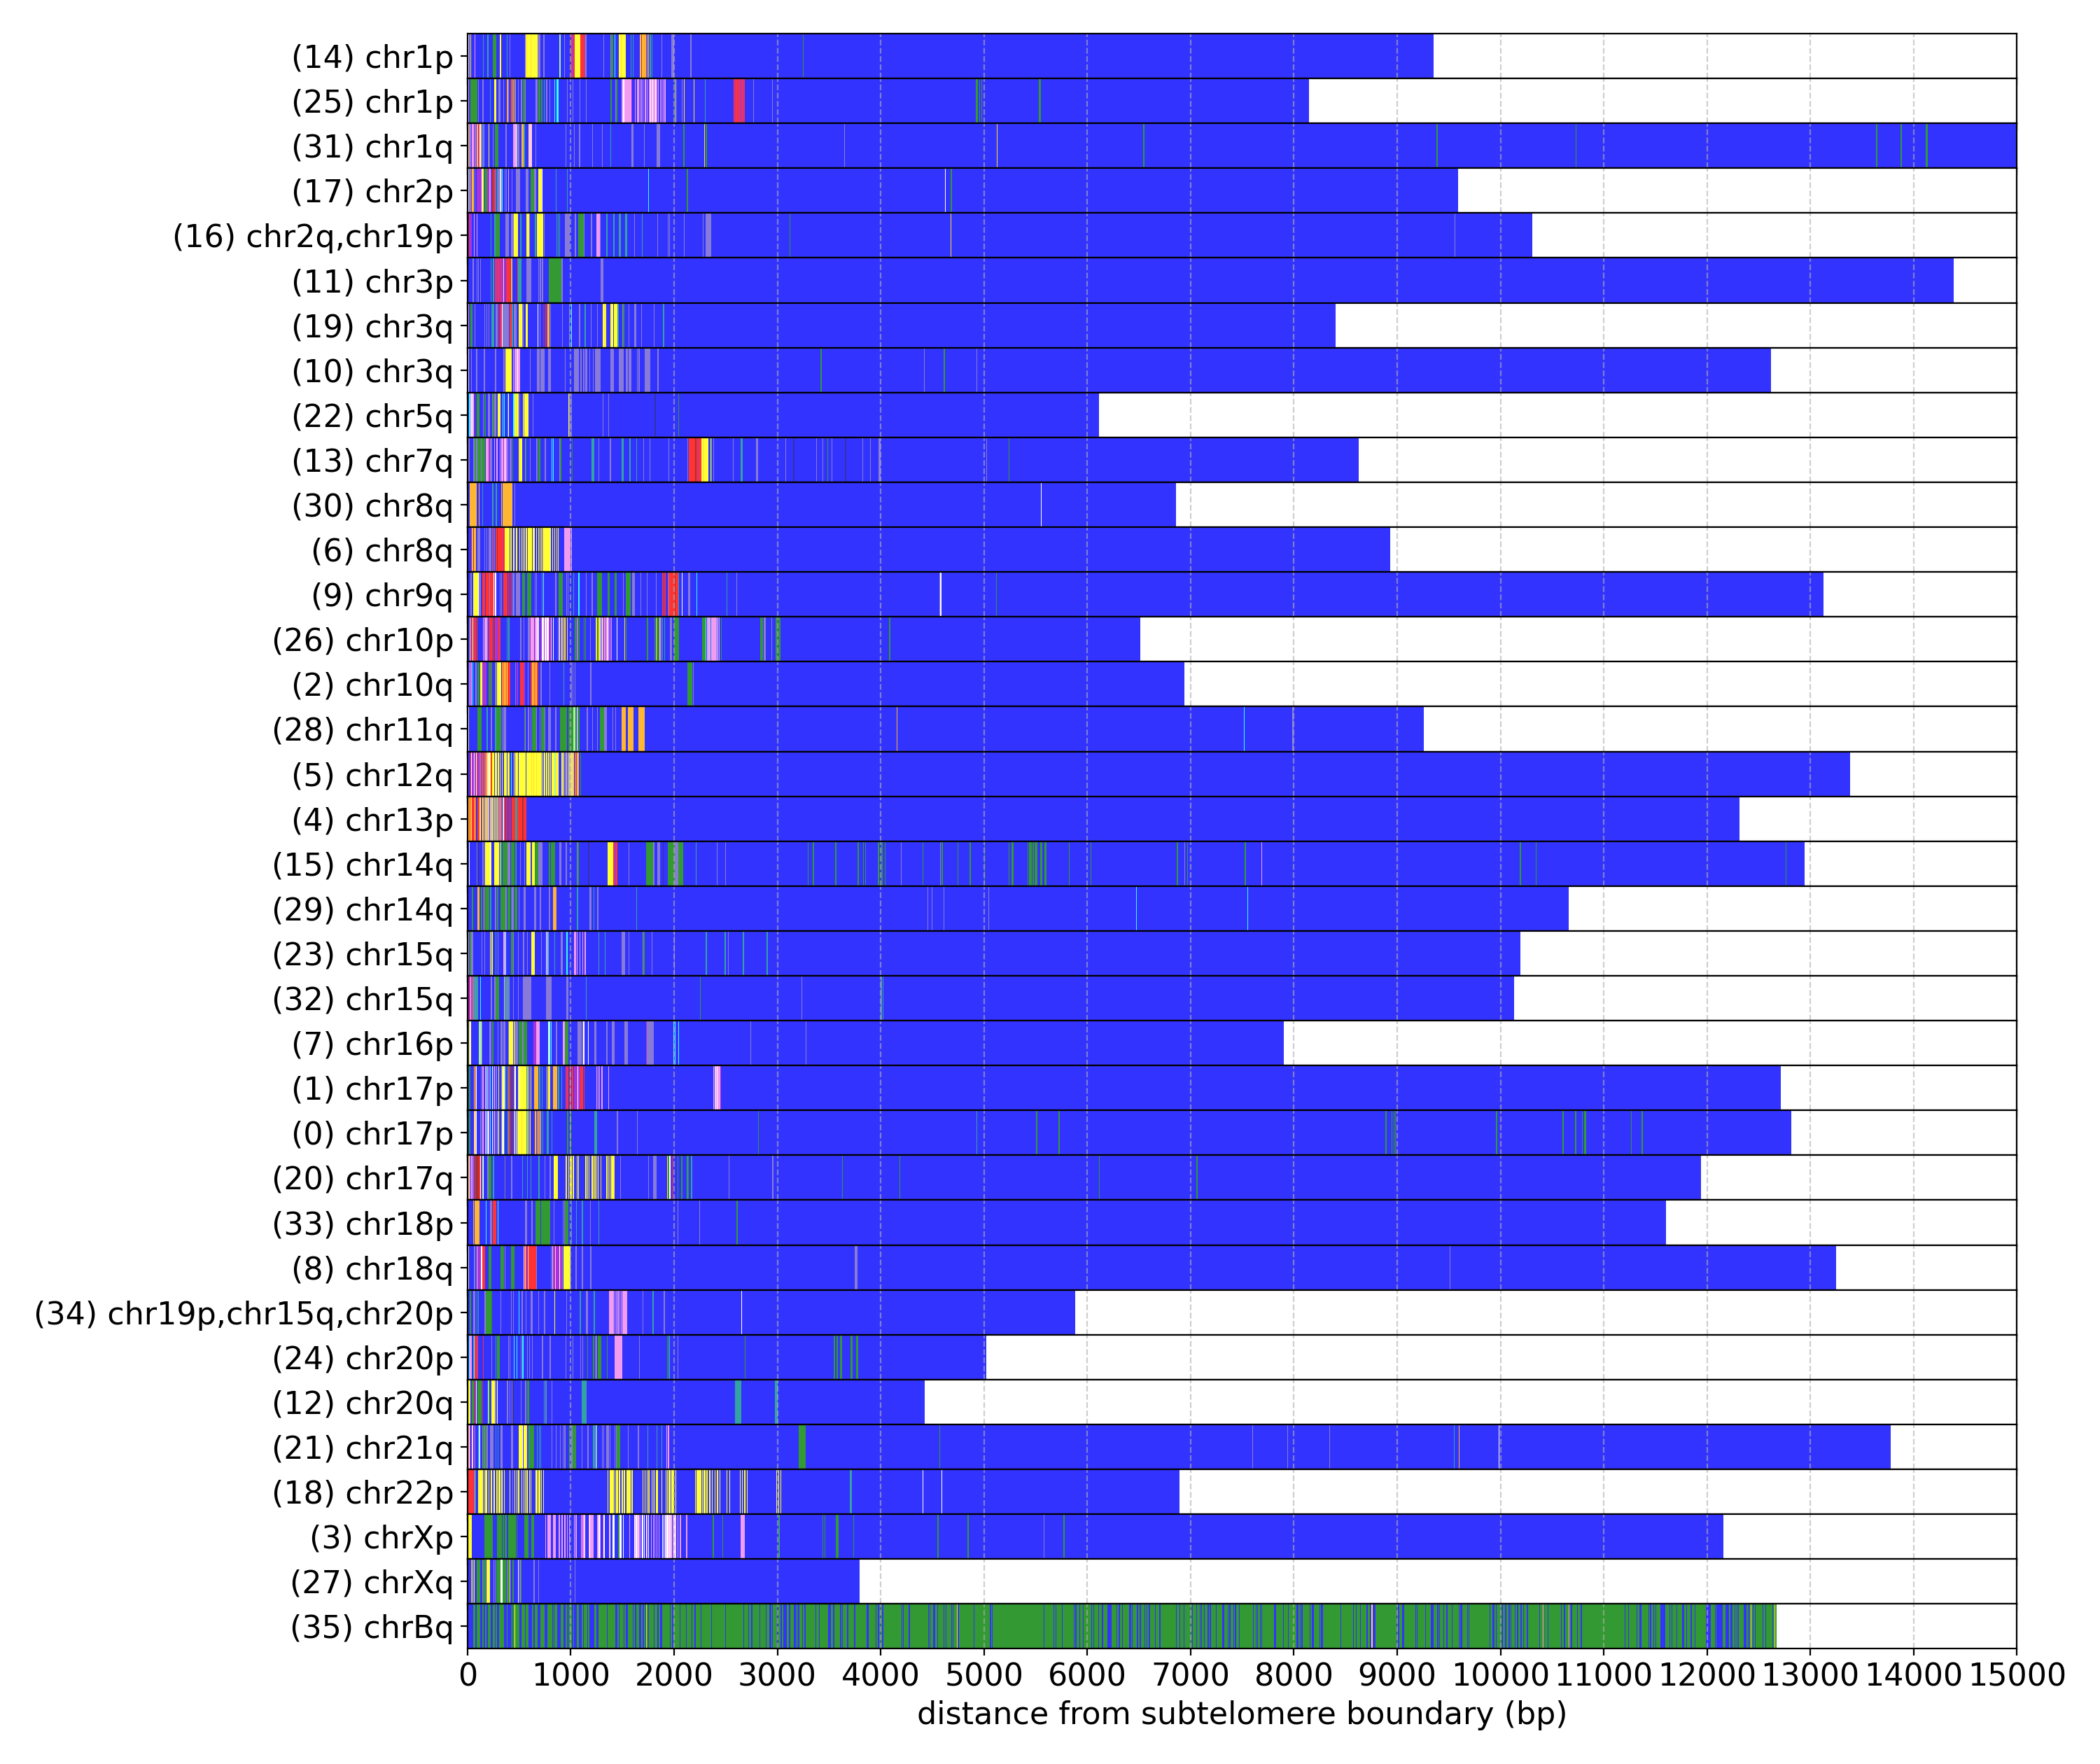 (14) chr1p
(25) chr1p
(31) chr1q
(17) chr2p
(16) chr2q,chr19p
(11) chr3p
(19) chr3q
(10) chr3q
(22) chr5q
(13) chr7q
(30) chr8q
(6) chr8q
(9) chr9q
(26) chr10p
(2) chr10q
(28) chr11q
(5) chr12q
(4) chr13p
(15) chr14q
(29) chr14q
(23) chr15q
(32) chr15q
(7) chr16p
(1) chr17p
(0) chr17p
(20) chr17q
(33) chr18p
(8) chr18q
(34) chr19p,chr15q,chr20p
(24) chr20p
(12) chr20q
(21) chr21q
(18) chr22p
(3) chrXp
(27) chrXq
(35) chrBq
0 1000 2000 3000 4000 5000 6000 7000 8000 9000 10000 11000 12000 13000 14000 15000
distance from subtelomere boundary (bp)